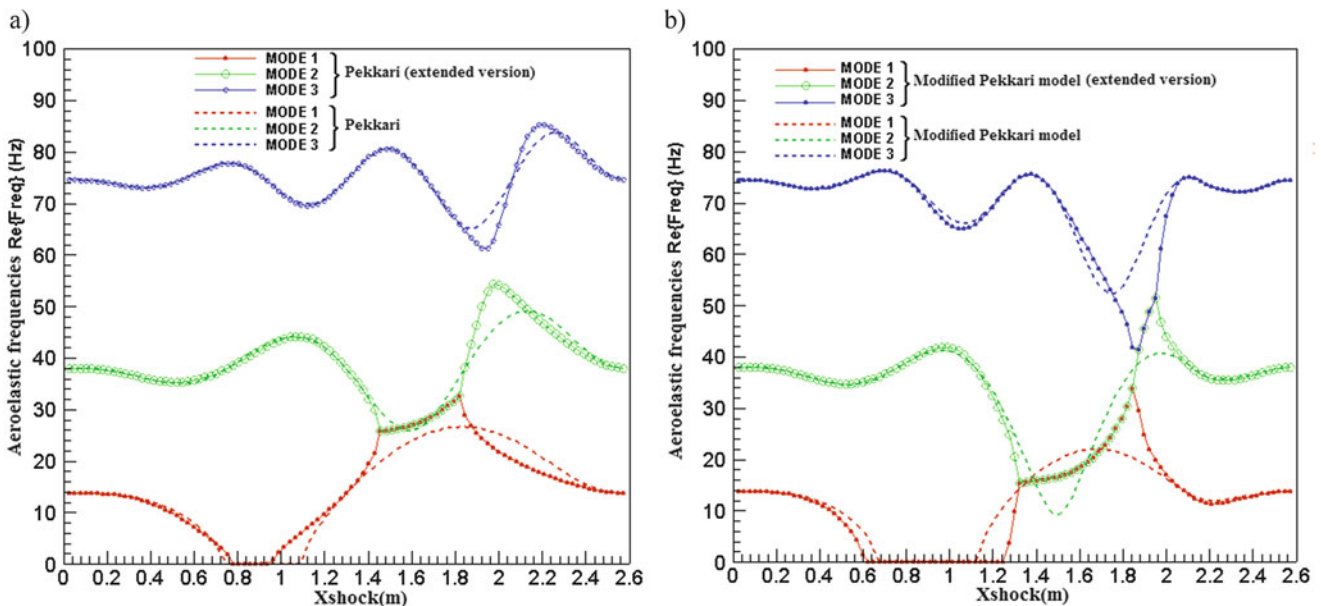 a)
100
90
80
70
60
50
40
30
20
10
0
Aeroelastic frequencies Re{Freq} (Hz)
MODE 1
MODE 2
MODE 3
Pekkari (extended version)
MODE 1
MODE 2
MODE 3
Pekkari
0 0.2 0.4 0.6 0.8 1 1.2 1.4 1.6 1.8 2 2.2 2.4 2.6
Xshock(m)
b)
100
90
80
70
60
50
40
30
20
10
0
Aeroelastic frequencies Re{Freq} (Hz)
MODE 1
MODE 2
MODE 3
Modified Pekkari model (extended version)
MODE 1
MODE 2
MODE 3
Modified Pekkari model
0 0.2 0.4 0.6 0.8 1 1.2 1.4 1.6 1.8 2 2.2 2.4 2.6
Xshock(m)